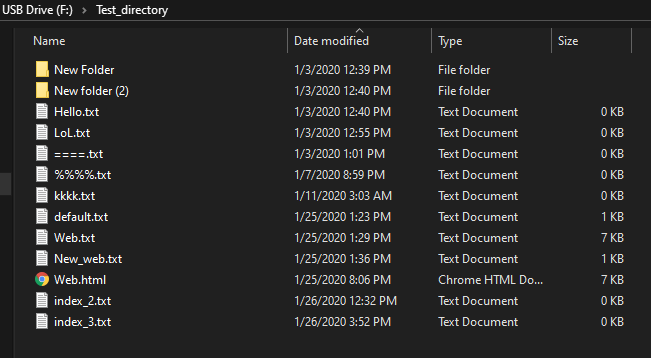 USB Drive (F:) > Test_directory
Name Date modified Type Size
New Folder 1/3/2020 12:39 PM File folder
New folder (2) 1/3/2020 12:40 PM File folder
Hello.txt 1/3/2020 12:40 PM Text Document 0 KB
LoL.txt 1/3/2020 12:55 PM Text Document 0 KB
====.txt 1/3/2020 1:01 PM Text Document 0 KB
%%%%.txt 1/7/2020 8:59 PM Text Document 0 KB
kkkk.txt 1/11/2020 3:03 AM Text Document 0 KB
default.txt 1/25/2020 1:23 PM Text Document 1 KB
Web.txt 1/25/2020 1:29 PM Text Document 7 KB
New_web.txt 1/25/2020 1:36 PM Text Document 1 KB
Web.html 1/25/2020 8:06 PM Chrome HTML Do... 7 KB
index_2.txt 1/26/2020 12:32 PM Text Document 0 KB
index_3.txt 1/26/2020 3:52 PM Text Document 0 KB